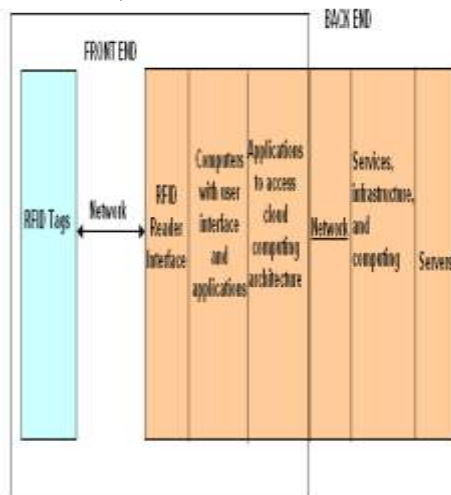 BACK END
FRONT END
RFID Tags
Network
RFID
Reader
Interface
Computers
with user
interface
and
applications
Applications
to access
cloud
computing
architecture
Network
Services,
infrastructure,
and
computing
Servers